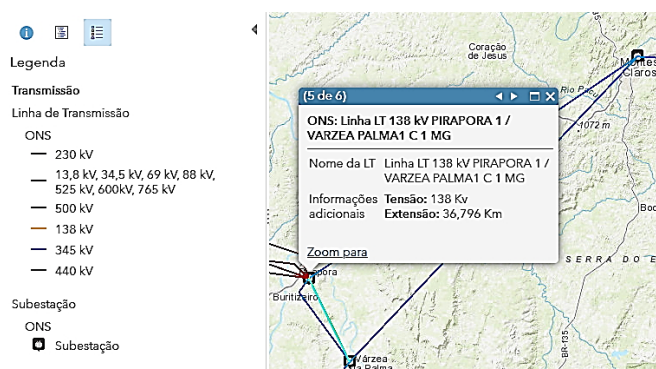 Legenda
Transmissão
Linha de Transmissão
ONS
230 kV
13,8 kV, 34,5 kV, 69 kV, 88 kV,
525 kV, 600kV, 765 kV
500 kV
138 kV
345 kV
440 kV
Subestação
ONS
Subestação
(5 de 6)
ONS: Linha LT 138 kV PIRAPORA 1 /
VARZEA PALMA1 C 1 MG
Nome da LT Linha LT 138 kV PIRAPORA 1 /
VARZEA PALMA1 C 1 MG
Informações Tensão: 138 Kv
adicionais Extensão: 36,796 Km
Zoom para
Coração
de Jesus
Montes
Claros
Rio Pacu
1072 m
Boc
SERRA DO E
pora
Buritizeiro
BR-135
Várzea
da Palma